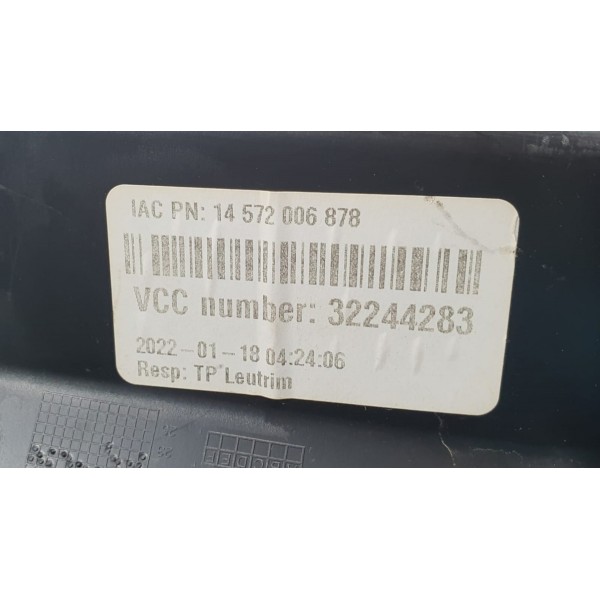 IAC PN: 14 572 006 878
VCC number: 32244283
2022-01-18 04:24:06
Resp: TP*Leutrim
A B C D E F